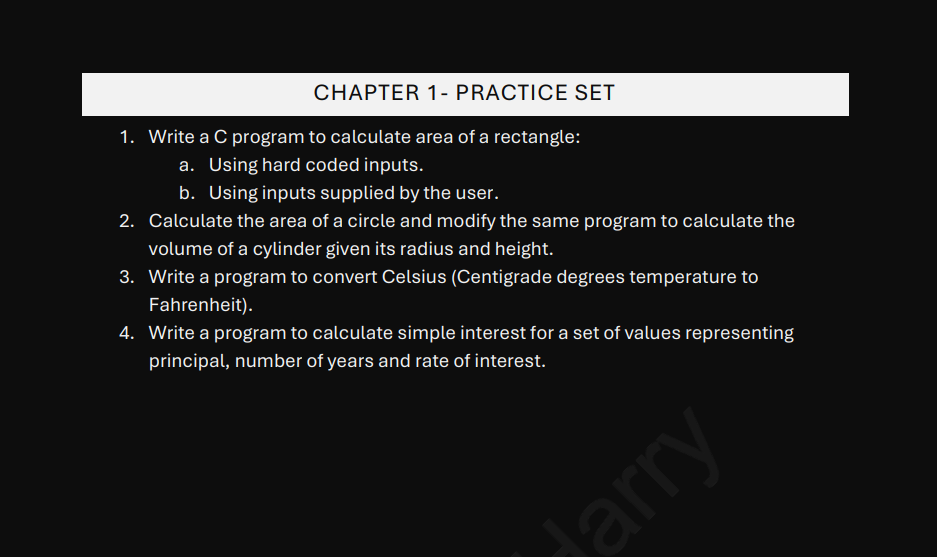 CHAPTER 1- PRACTICE SET
1. Write a C program to calculate area of a rectangle:
a. Using hard coded inputs.
b. Using inputs supplied by the user.
2. Calculate the area of a circle and modify the same program to calculate the
volume of a cylinder given its radius and height.
3. Write a program to convert Celsius (Centigrade degrees temperature to
Fahrenheit).
4. Write a program to calculate simple interest for a set of values representing
principal, number of years and rate of interest.
Harry